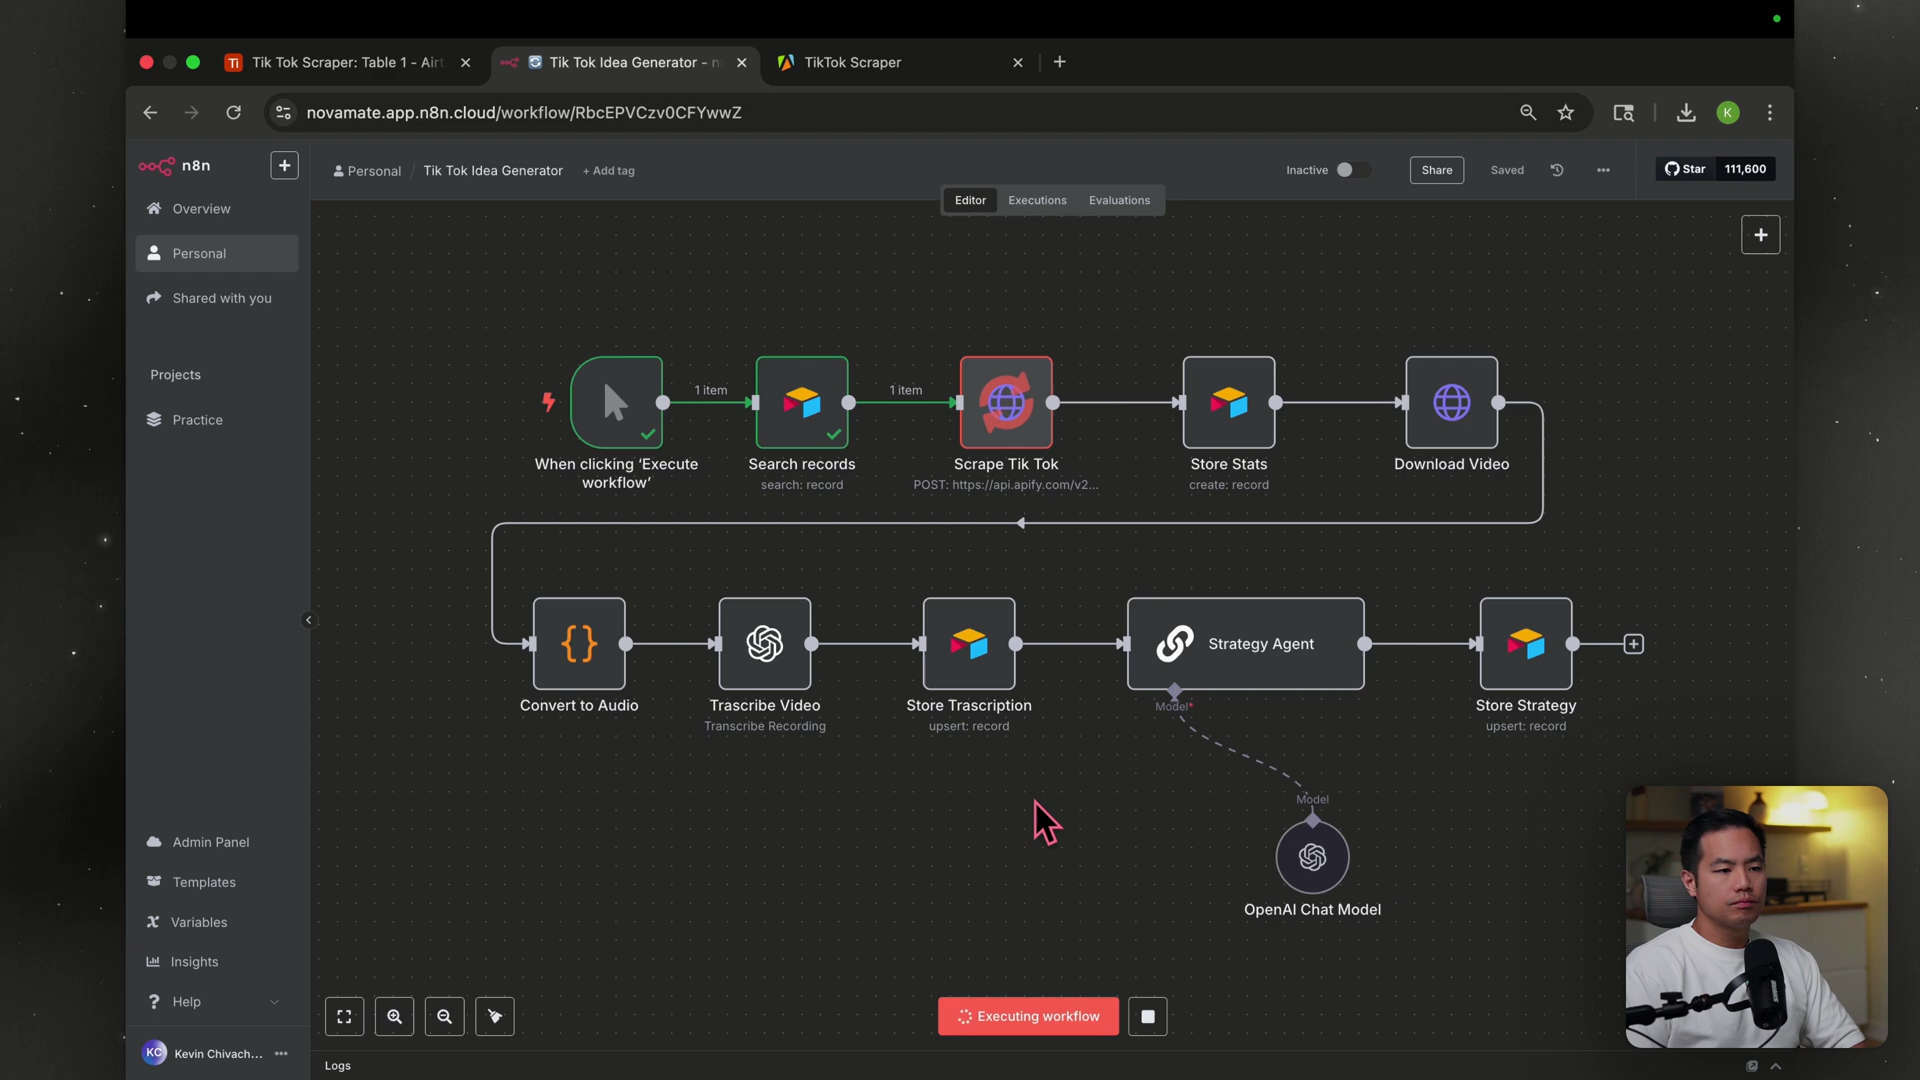 Tik Tok Scraper: Table 1 - Airt
Tik Tok Idea Generator - n
TikTok Scraper
novamate.app.n8n.cloud/workflow/RbcEPVCzv0CFYwwZ
K
n8n
Personal / Tik Tok Idea Generator + Add tag
Inactive
Share
Saved
Star 111,600
Editor
Executions
Evaluations
Overview
Personal
Shared with you
Projects
Practice
1 item
1 item
When clicking ‘Execute
workflow’
Search records
search: record
Scrape Tik Tok
POST: https://api.apify.com/v2...
Store Stats
create: record
Download Video
Convert to Audio
Trascribe Video
Transcribe Recording
Store Trascription
upsert: record
Strategy Agent
Model*
Store Strategy
upsert: record
Model
OpenAI Chat Model
Admin Panel
Templates
Variables
Insights
Help
KC Kevin Chivach...
Executing workflow
Logs